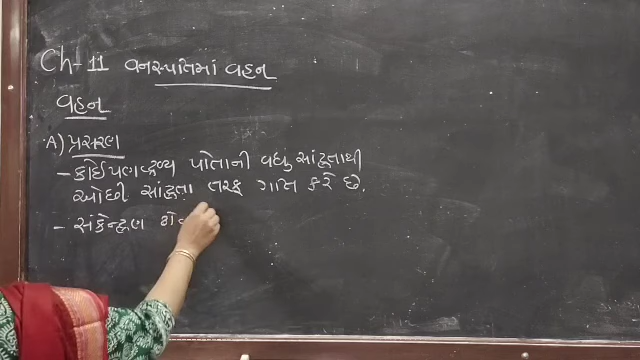 Ch-11 વનસ્પતિમાં વહન
વહન
A) પ્રસરણ
- કોઈપણ દ્રવ્ય પોતાની વધુ સાંદ્રતાથી
ઓછી સાંદ્રતા તરફ ગતિ કરે છે.
- સંકેન્દ્રણ